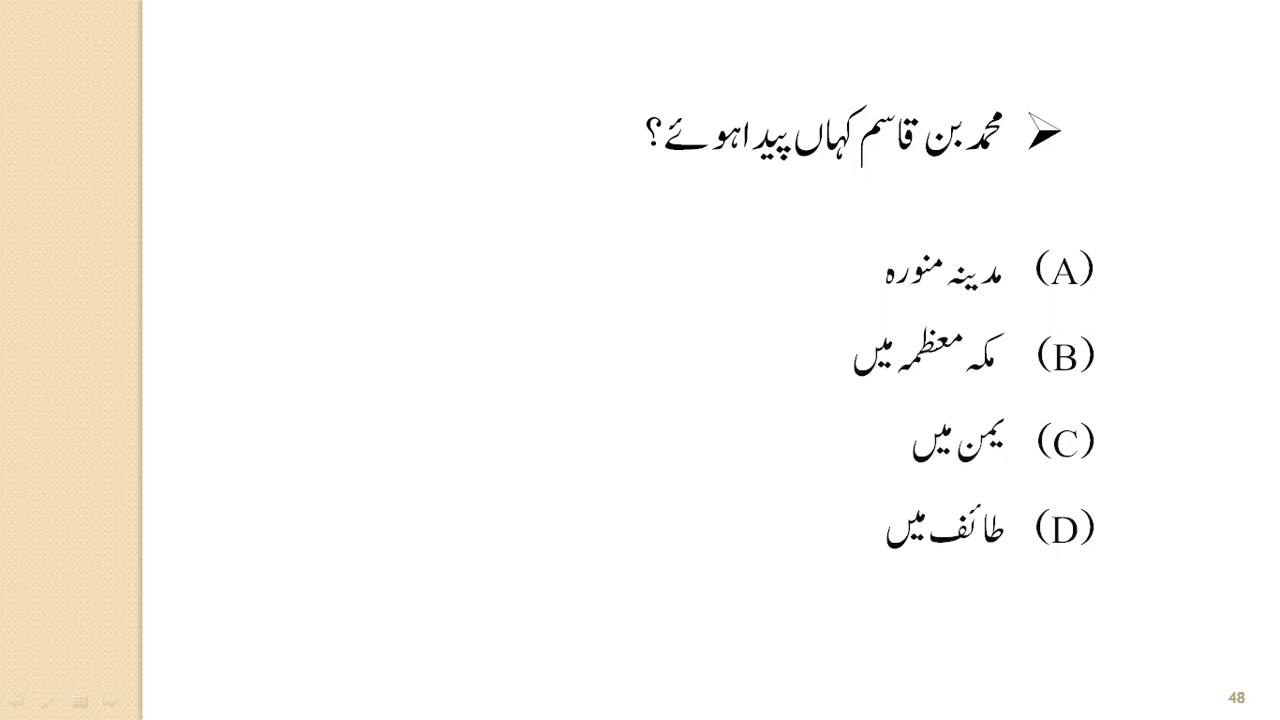 ➢ محمد بن قاسم کہاں پیدا ہوئے؟
(A) مدینہ منورہ
(B) مکہ معظمہ میں
(C) یمن میں
(D) طائف میں
48